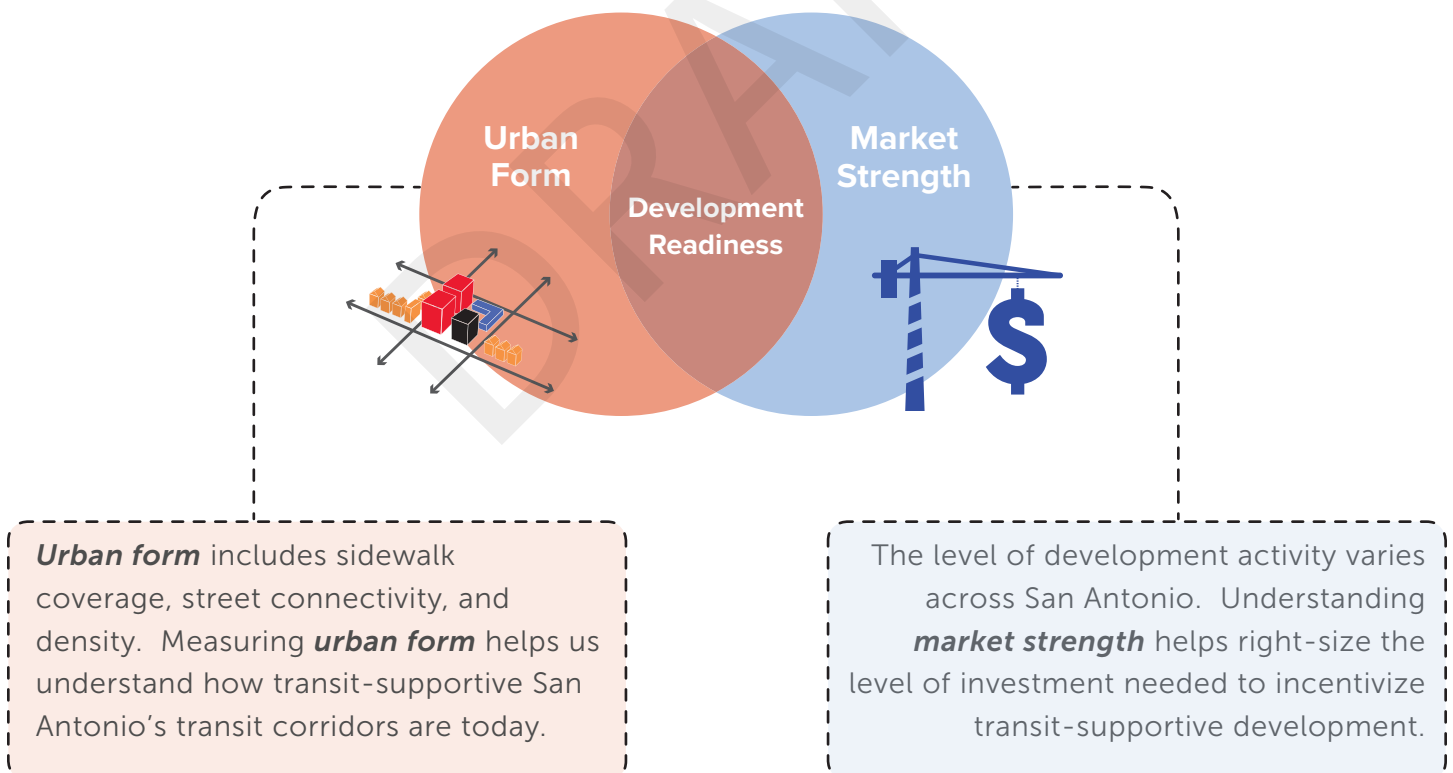 Urban
Form
Market
Strength
Development
Readiness
$
DRAFT
Urban form includes sidewalk
coverage, street connectivity, and
density.  Measuring urban form helps us
understand how transit-supportive San
Antonio’s transit corridors are today.
The level of development activity varies
across San Antonio.  Understanding
market strength helps right-size the
level of investment needed to incentivize
transit-supportive development.